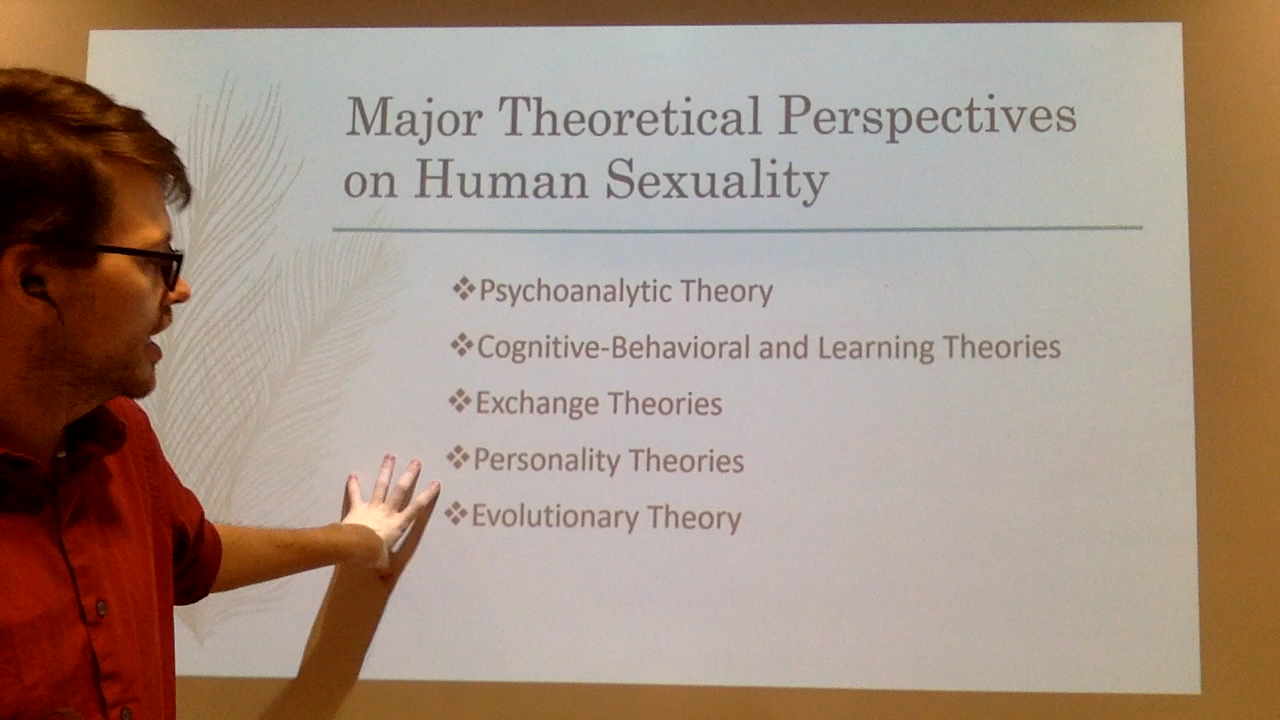 Major Theoretical Perspectives
on Human Sexuality
❖Psychoanalytic Theory
❖Cognitive-Behavioral and Learning Theories
❖Exchange Theories
❖Personality Theories
❖Evolutionary Theory